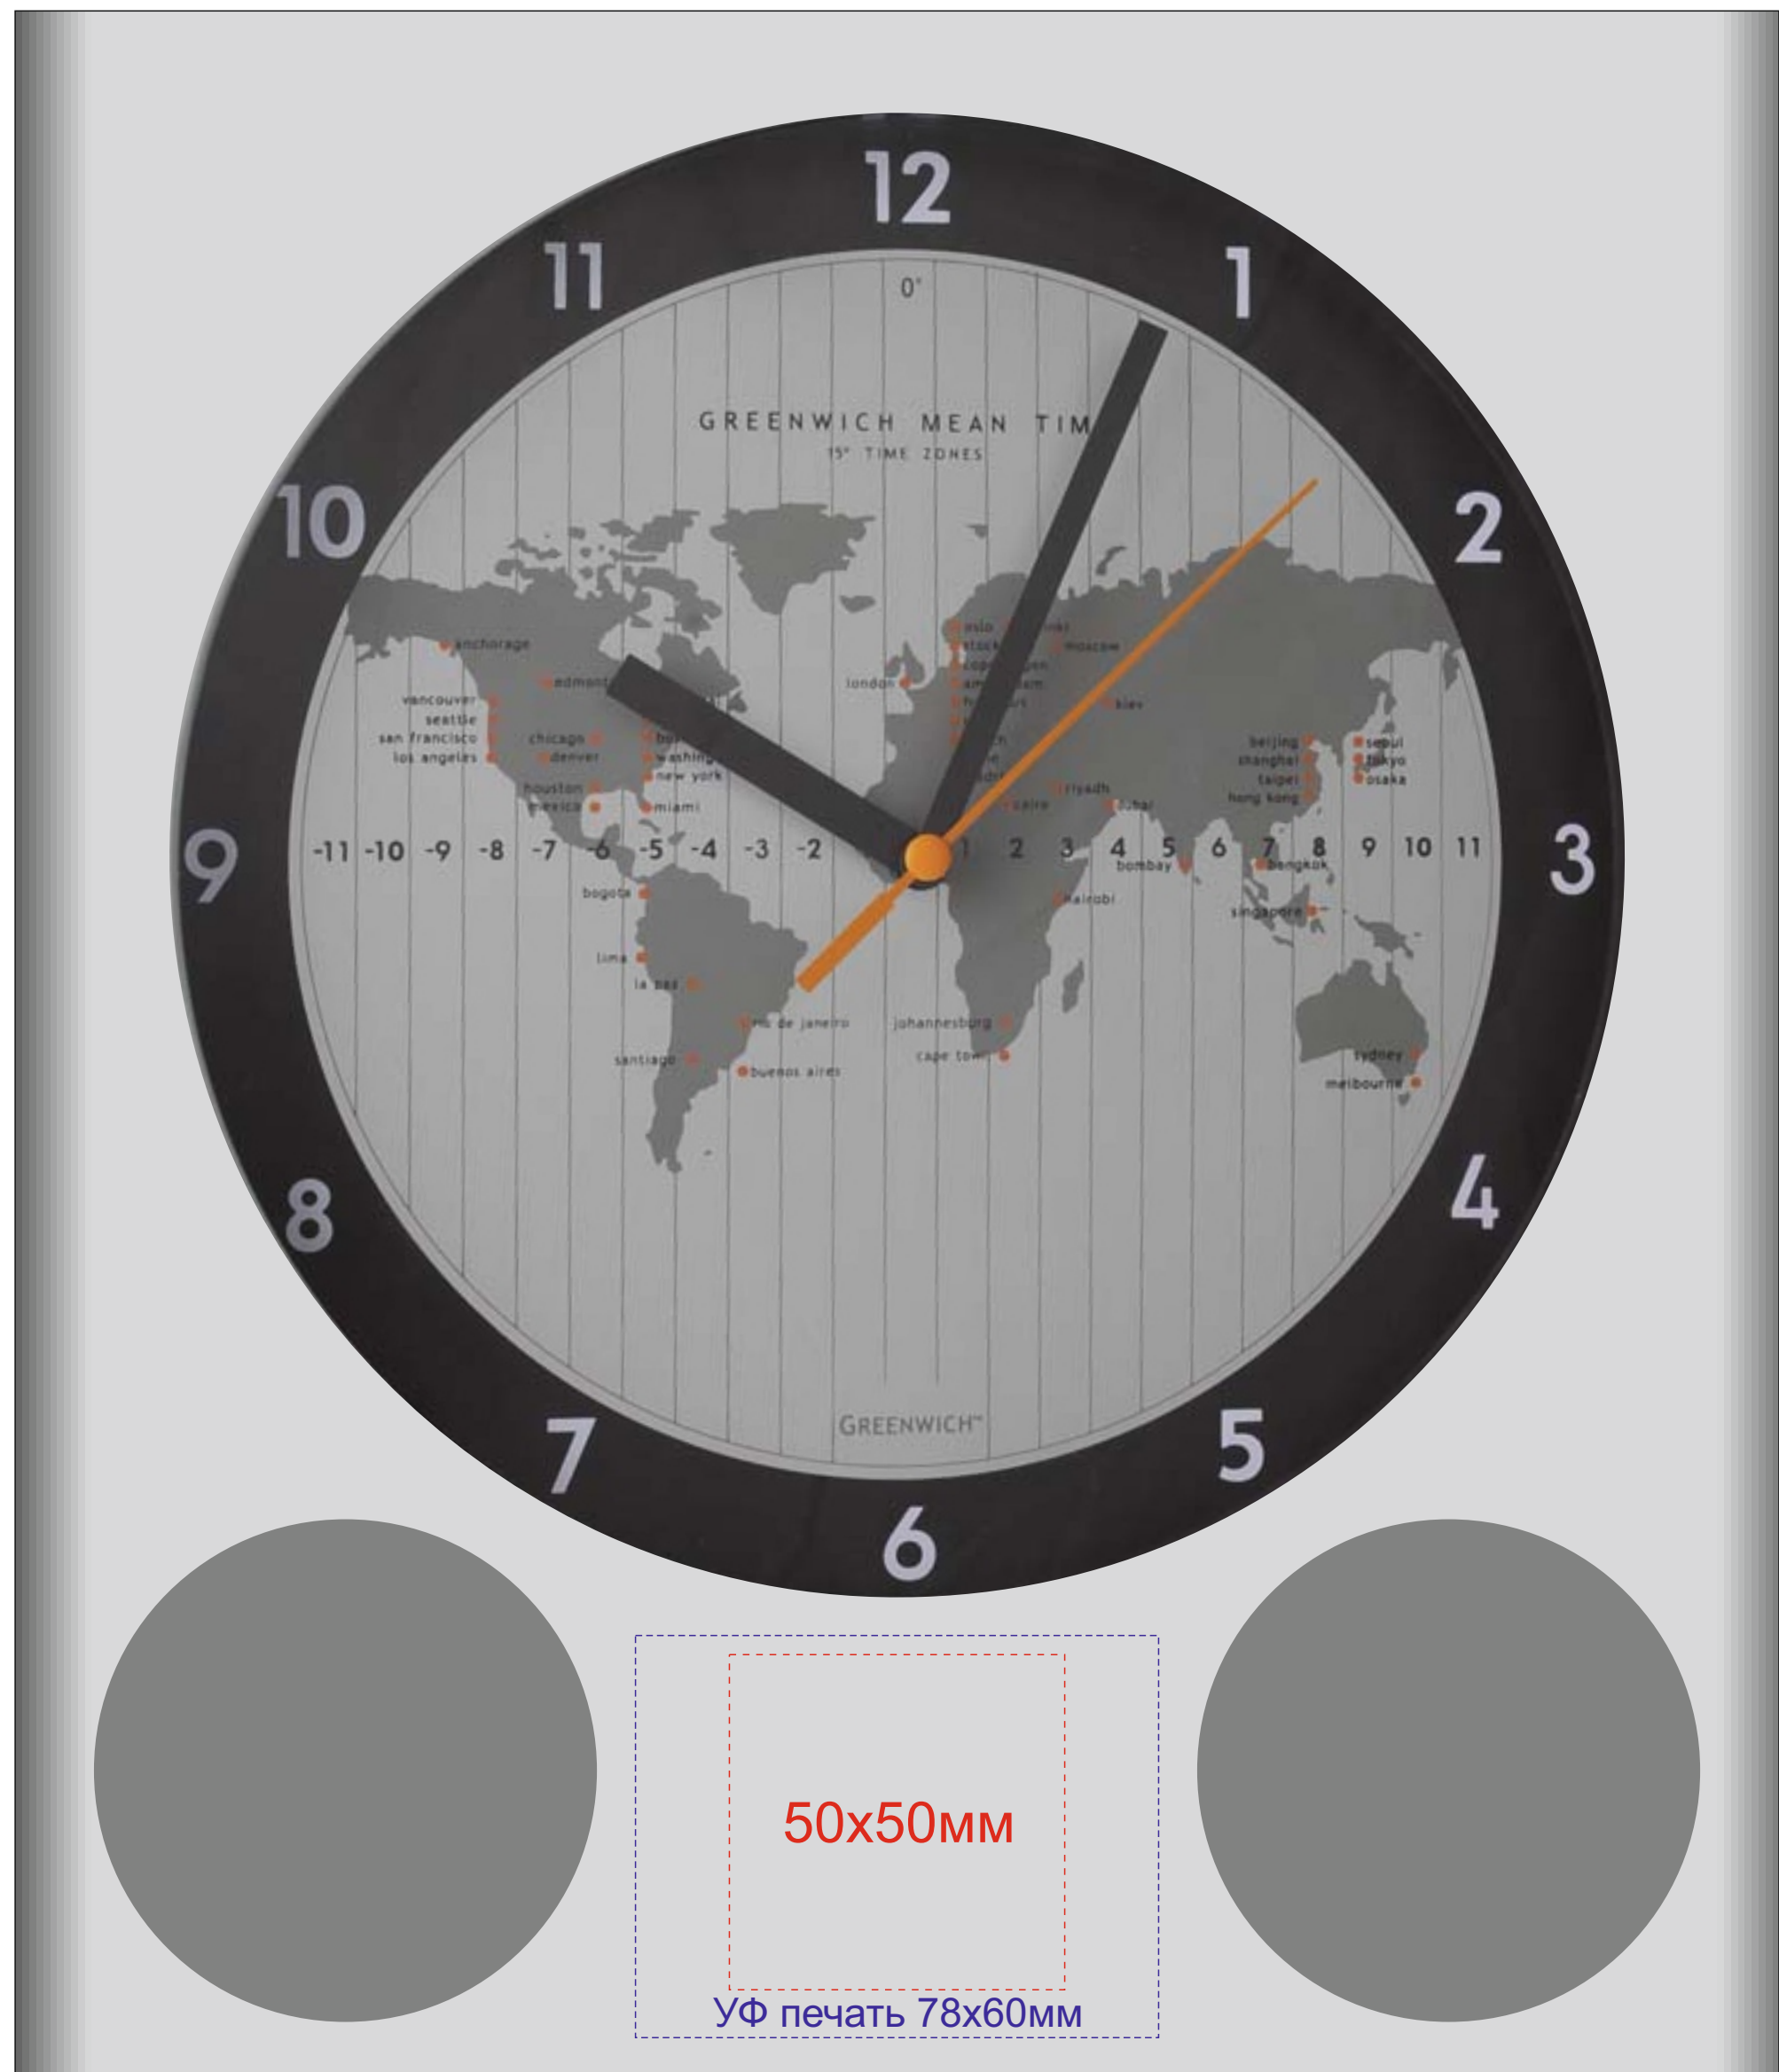 12
11
1
0°
GREENWICH MEAN TIM
15° TIME ZONES
10
2
oslo
anchorage
moscow
london
vancouver
kiev
seattle
san francisco
chicago
beijing
seoul
los angeles
denver
washing
shanghai
tokyo
new york
taipei
osaka
houston
riyadh
hong kong
mexico
miami
cairo
dubai
9
-11 -10 -9 -8 -7 -6 -5 -4 -3 -2 1 2 3 4 5 6 7 8 9 10 11
3
bombay
bangkok
bogota
nairobi
singapore
lima
la paz
rio de janeiro
johannesburg
santiago
cape tow
sydney
buenos aires
melbourne
8
4
GREENWICH™
7
5
6
50х50мм
УФ печать 78х60мм